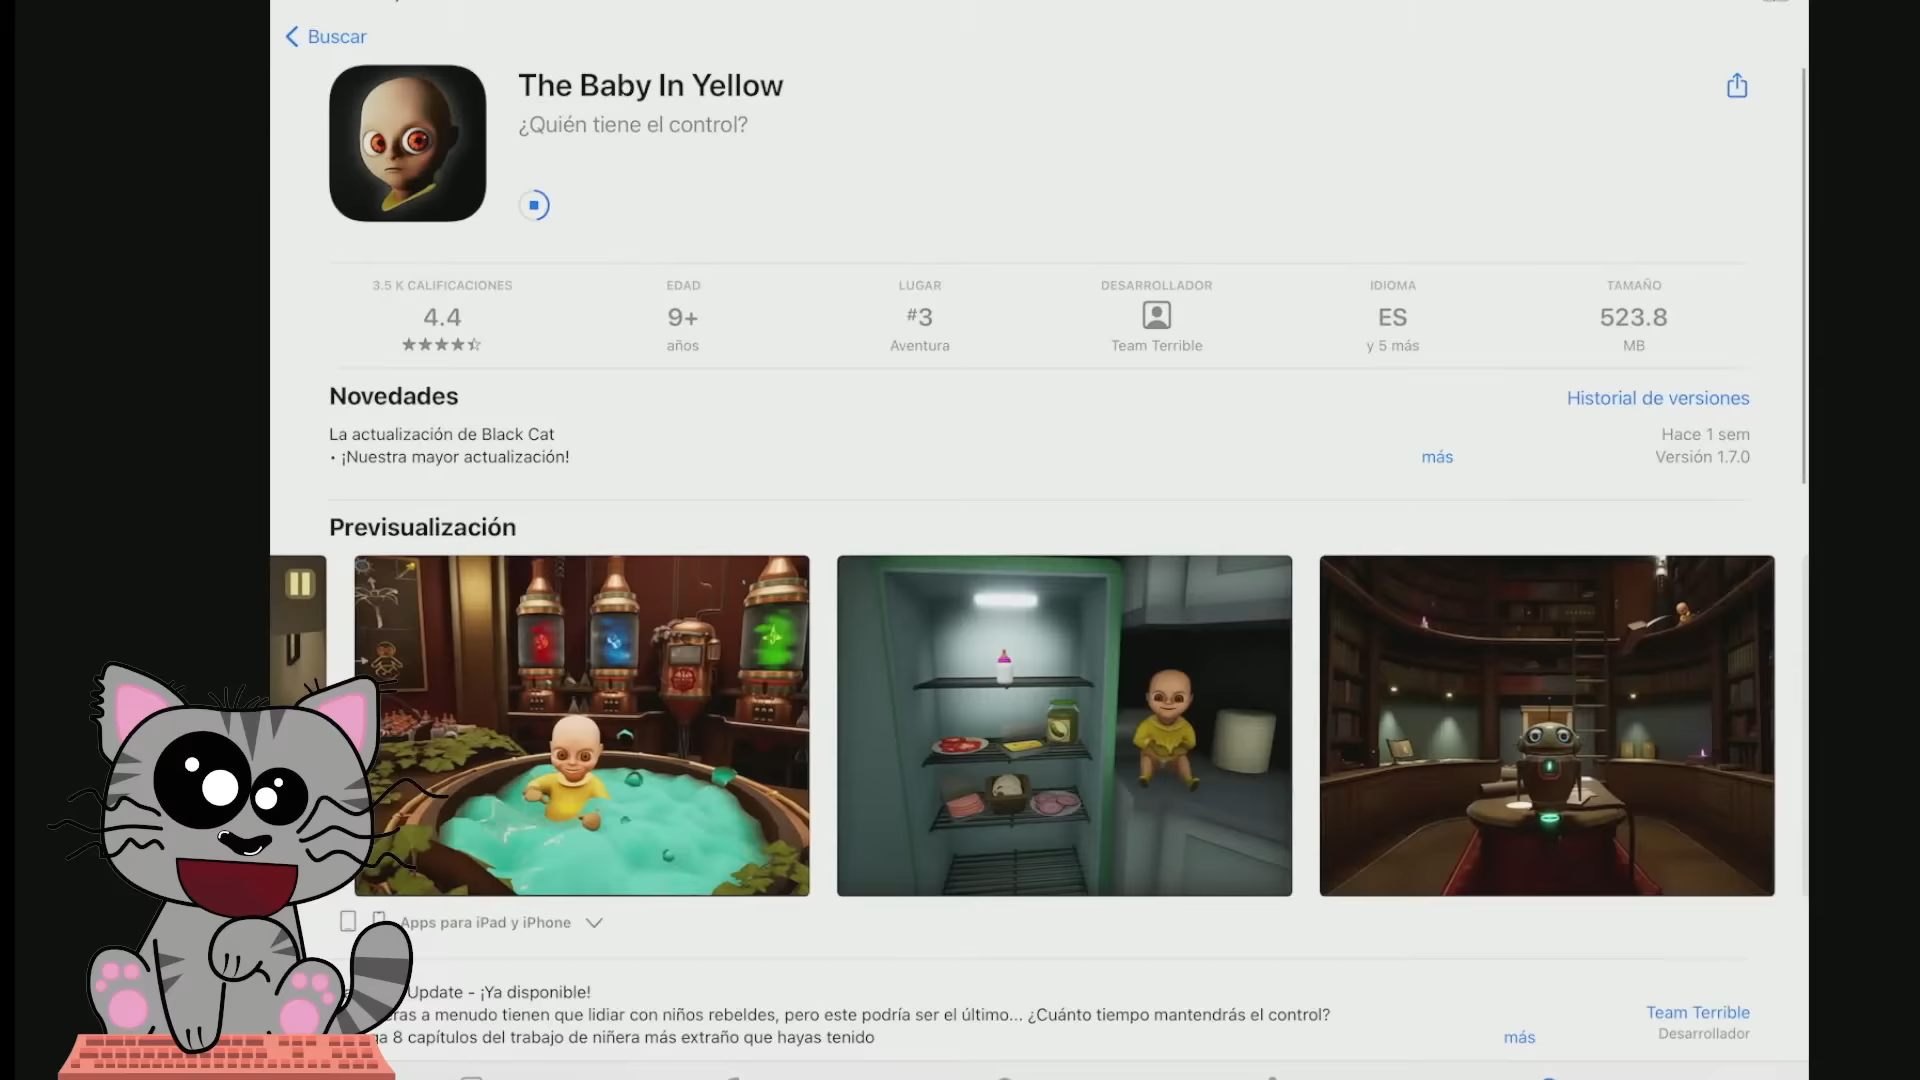 Buscar
The Baby In Yellow
¿Quién tiene el control?
3.5 K CALIFICACIONES
4.4
EDAD
9+
años
LUGAR
#3
Aventura
DESARROLLADOR
Team Terrible
IDIOMA
ES
y 5 más
TAMAÑO
523.8
MB
Novedades
Historial de versiones
La actualización de Black Cat
Hace 1 sem
• ¡Nuestra mayor actualización!
más
Versión 1.7.0
Previsualización
Apps para iPad y iPhone
Update - ¡Ya disponible!
a menudo tienen que lidiar con niños rebeldes, pero este podría ser el último... ¿Cuánto tiempo mantendrás el control?
8 capítulos del trabajo de niñera más extraño que hayas tenido
más
Team Terrible
Desarrollador